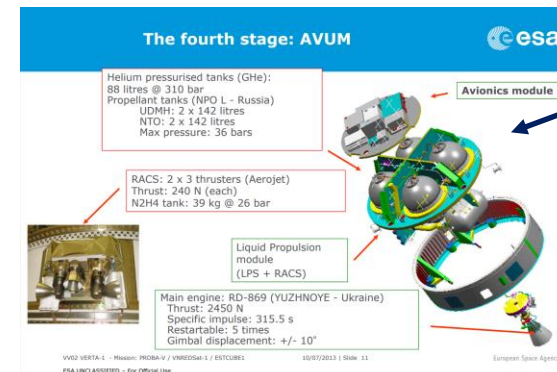 The fourth stage: AVUM
esa
Helium pressurised tanks (GHe):
88 litres @ 310 bar
Propellant tanks (NPO L - Russia)
UDMH: 2 x 142 litres
NTO: 2 x 142 litres
Max pressure: 36 bars
Avionics module
RACS: 2 x 3 thrusters (Aerojet)
Thrust: 240 N (each)
N2H4 tank: 39 kg @ 26 bar
Liquid Propulsion
module
(LPS + RACS)
Main engine: RD-869 (YUZHNOYE - Ukraine)
Thrust: 2450 N
Specific impulse: 315.5 s
Restartable: 5 times
Gimbal displacement: +/- 10°
VV02 VERTA-1 - Mission: PROBA-V / VNREDSat-1 / ESTCUBE1 10/07/2013 | Slide 11
European Space Agenc
ESA UNCLASSIFIED – For Official Use